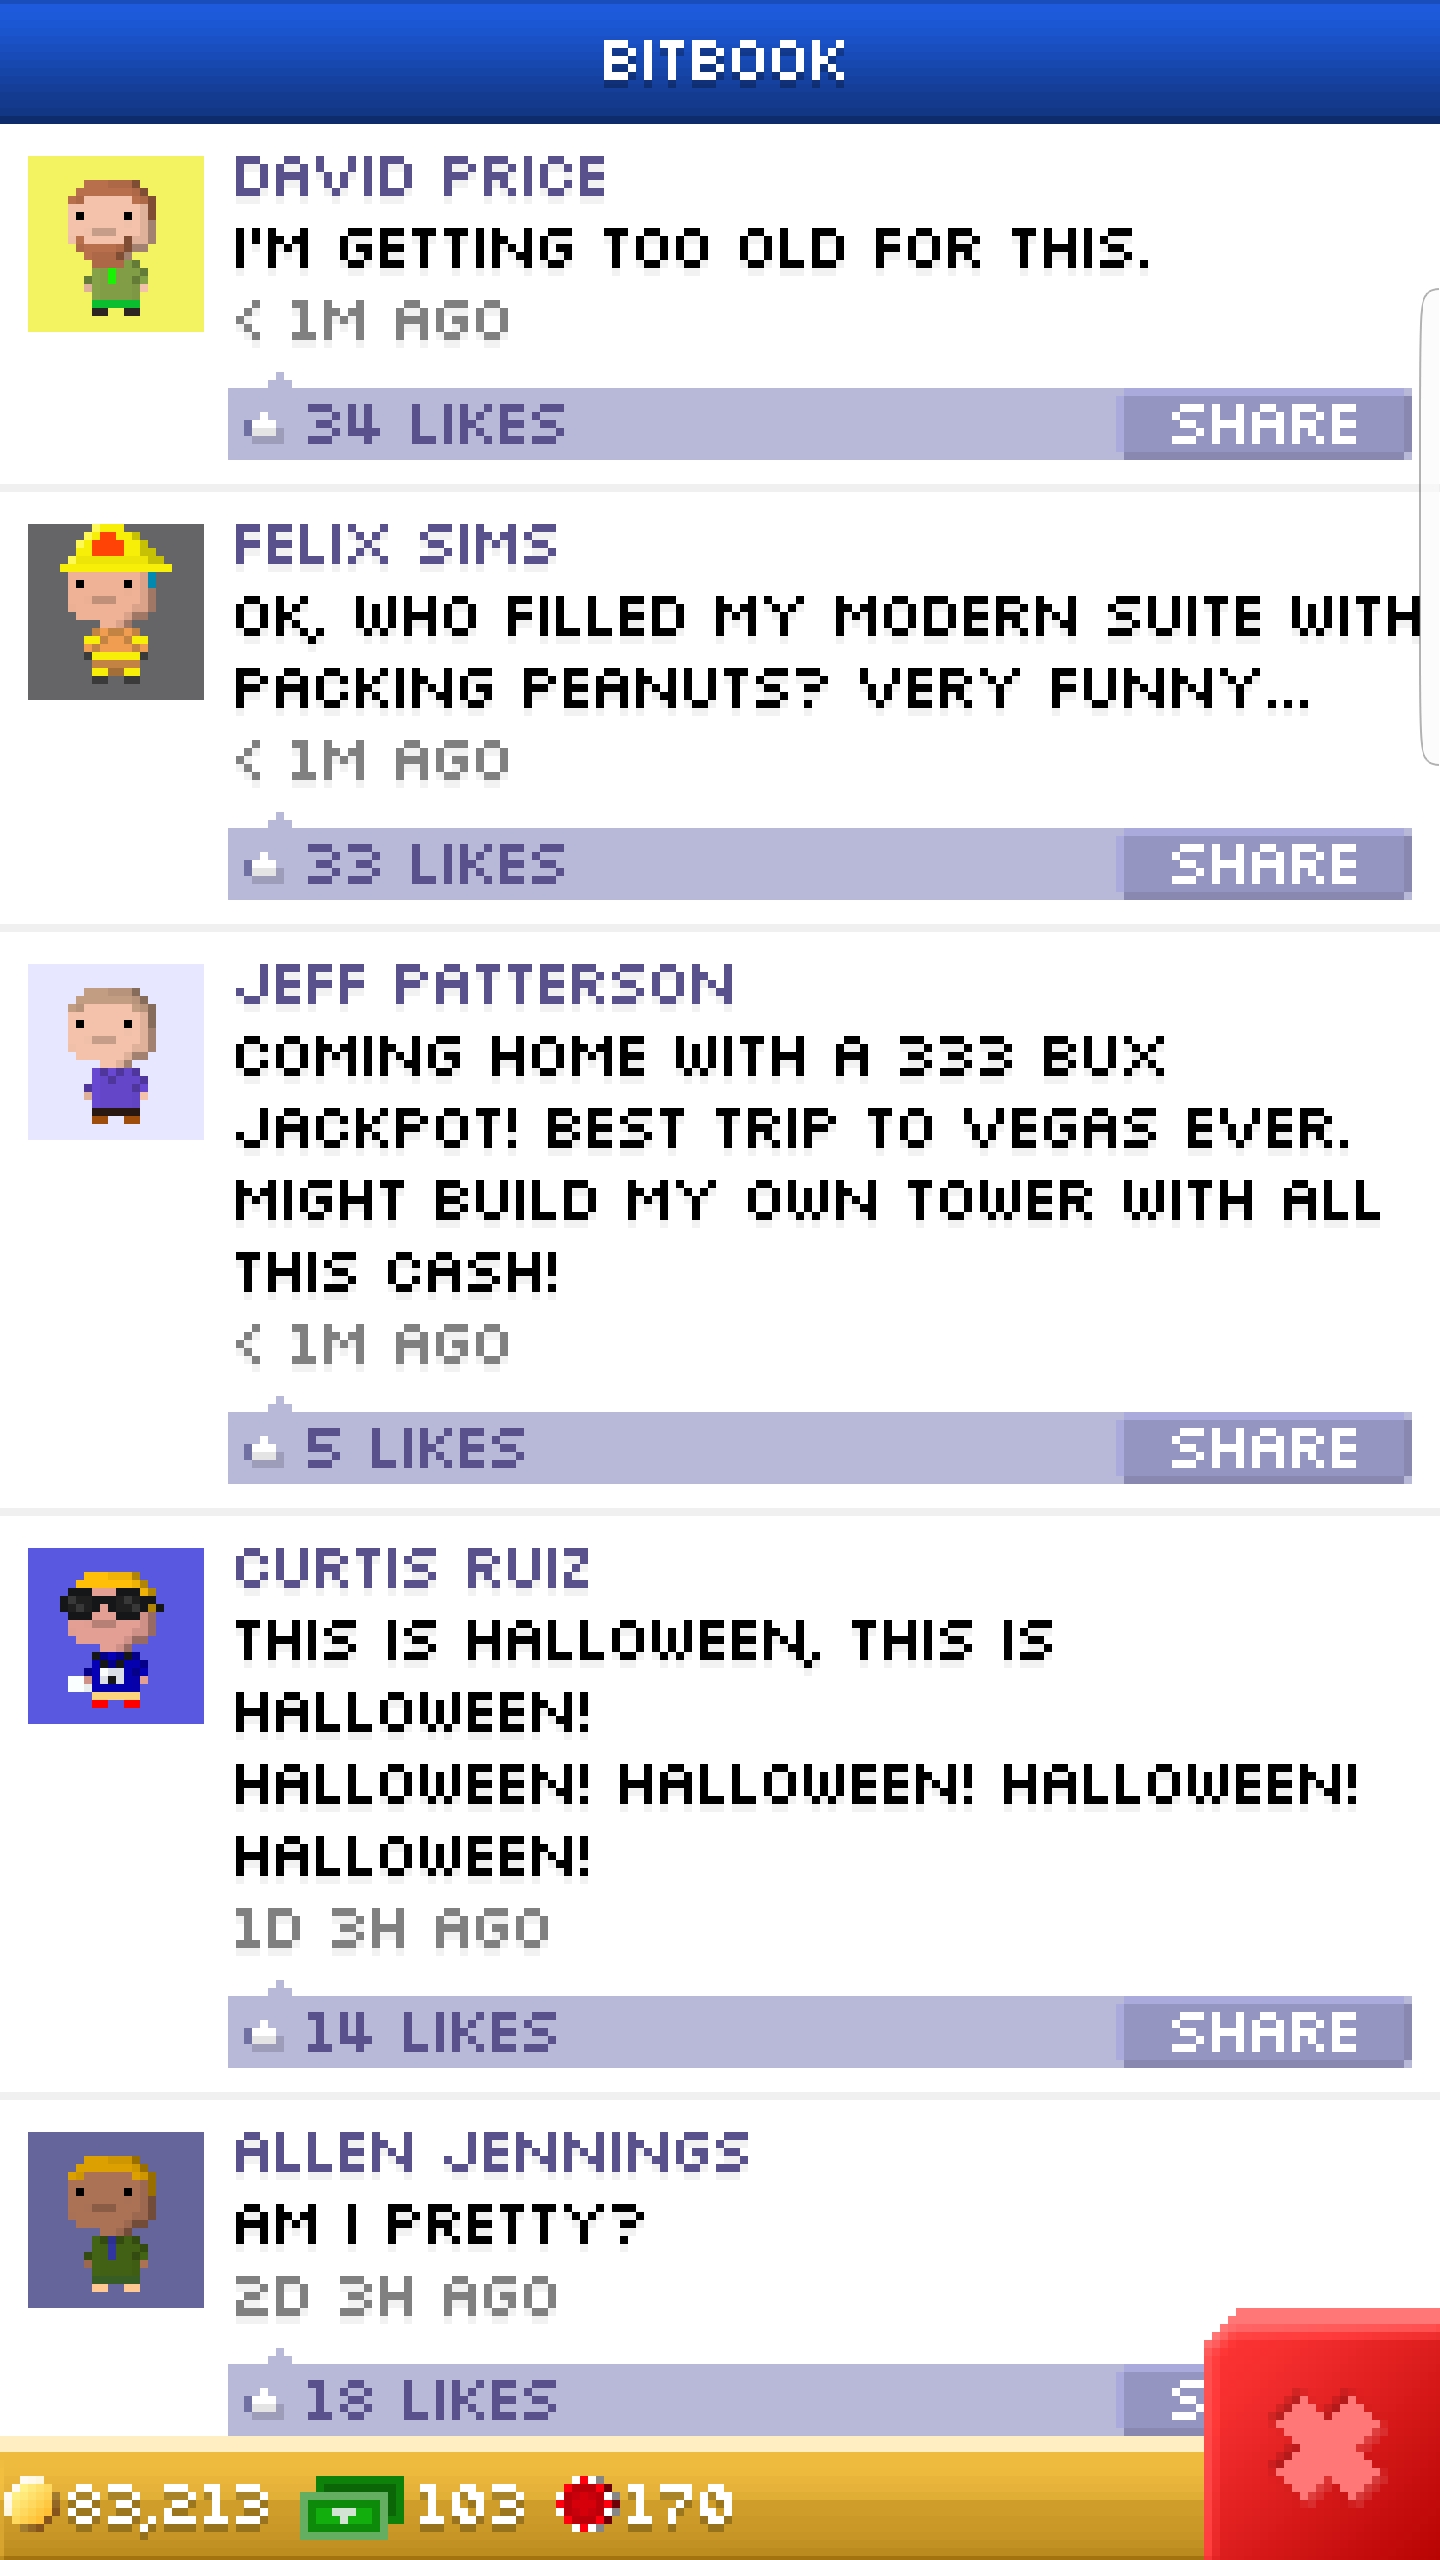 BITBOOK
DAVID PRICE
I'M GETTING TOO OLD FOR THIS.
< 1M AGO
34 LIKES SHARE
FELIX SIMS
OK, WHO FILLED MY MODERN SUITE WITH
PACKING PEANUTS? VERY FUNNY...
< 1M AGO
33 LIKES SHARE
JEFF PATTERSON
COMING HOME WITH A 333 BUX
JACKPOT! BEST TRIP TO VEGAS EVER.
MIGHT BUILD MY OWN TOWER WITH ALL
THIS CASH!
< 1M AGO
5 LIKES SHARE
CURTIS RUIZ
THIS IS HALLOWEEN, THIS IS
HALLOWEEN!
HALLOWEEN! HALLOWEEN! HALLOWEEN!
HALLOWEEN!
1D 3H AGO
14 LIKES SHARE
ALLEN JENNINGS
AM I PRETTY?
2D 3H AGO
18 LIKES S
83,213 103 170